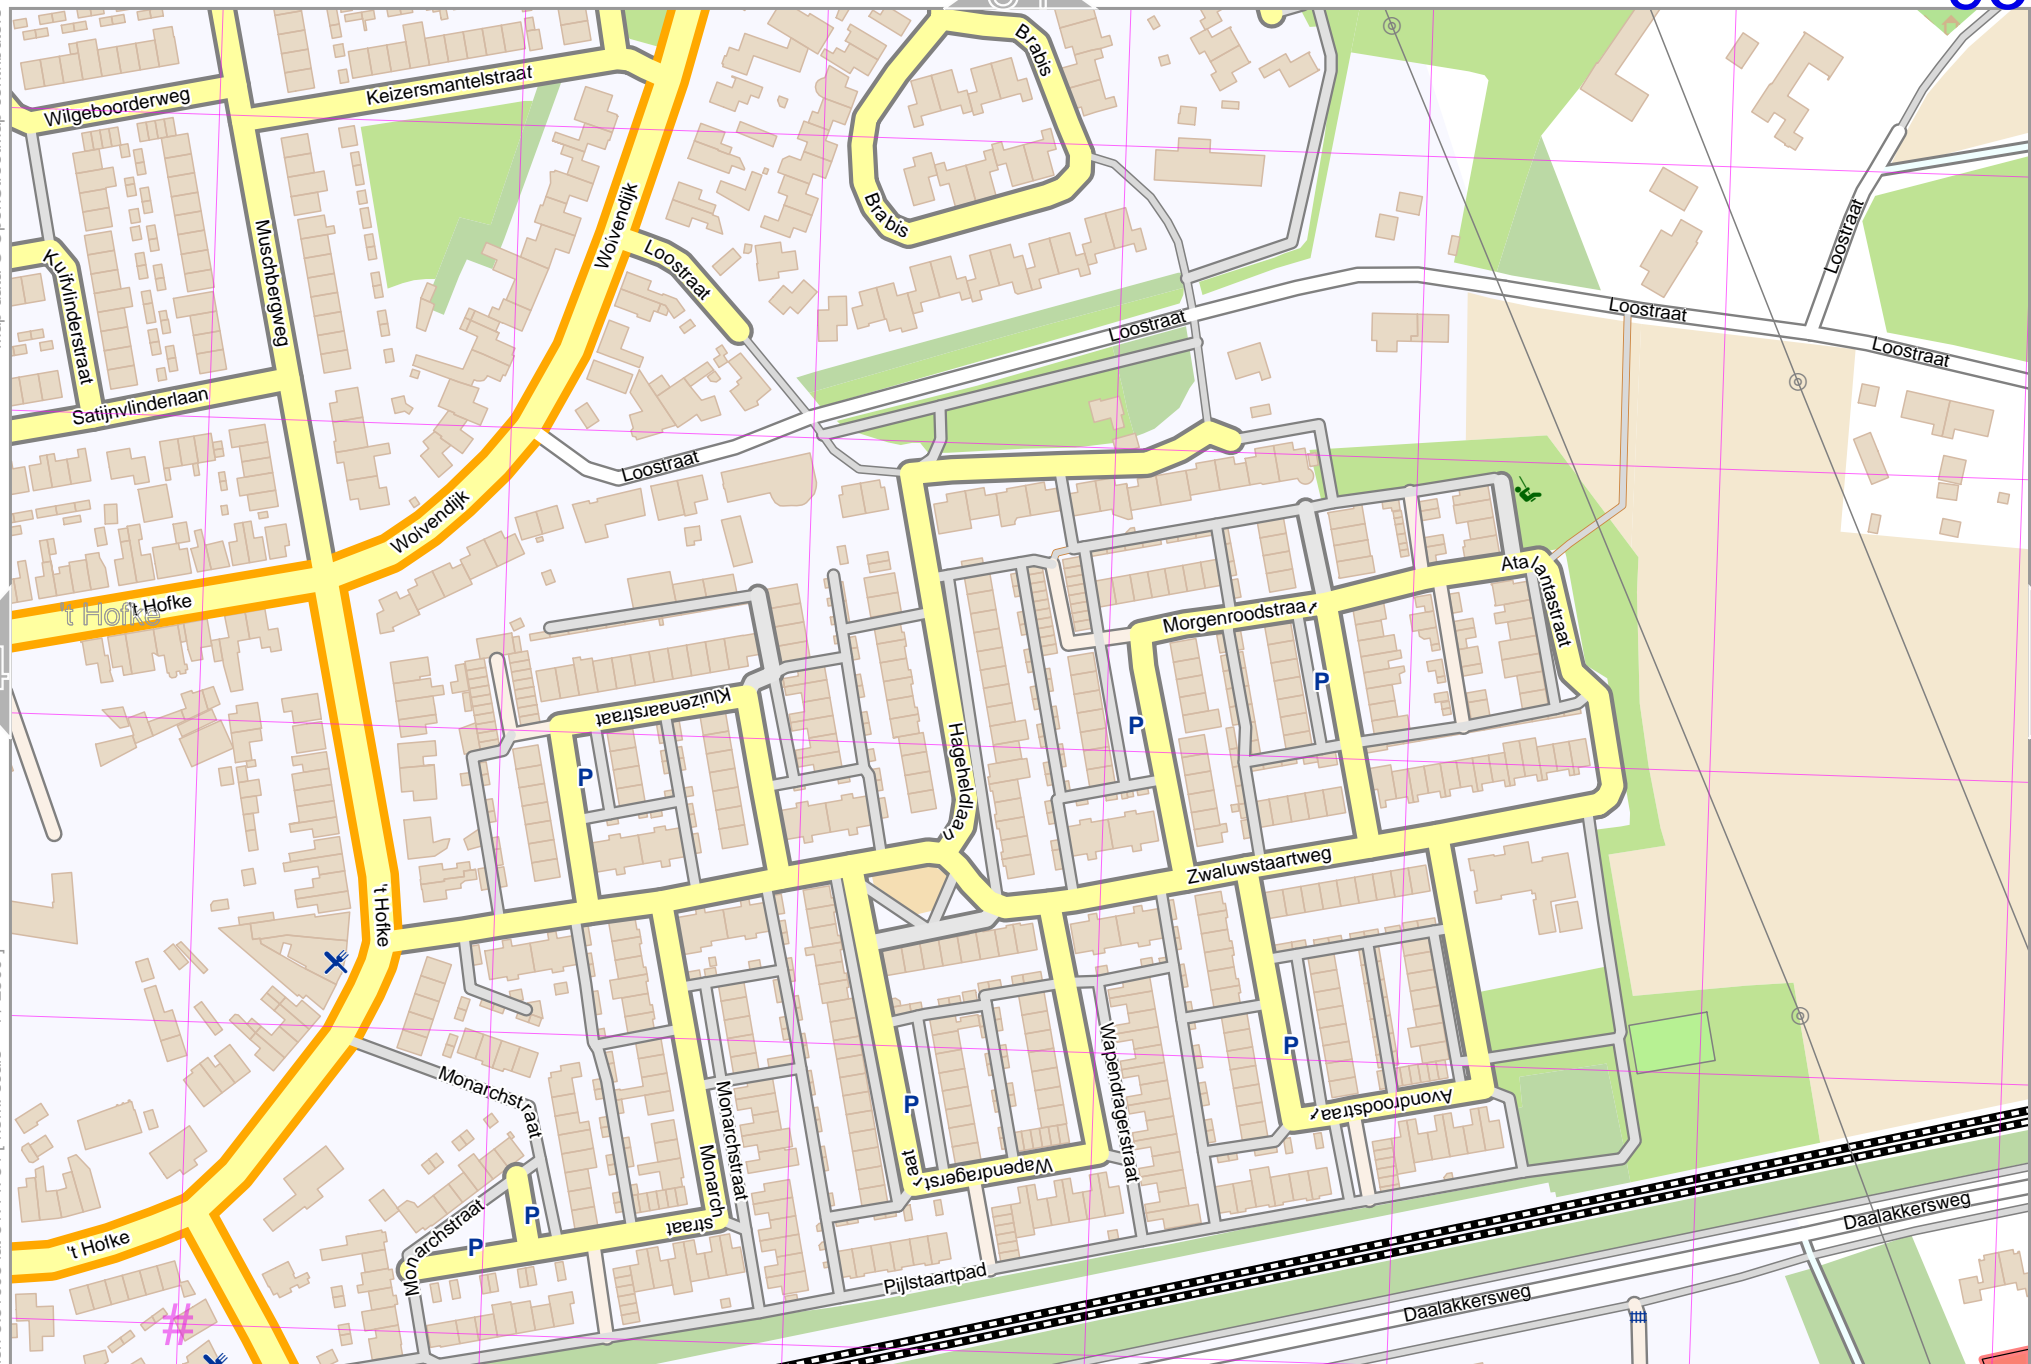 Brabis
Keizersmantelstraat
Wilgeboorderweg
Woivendijk
Brabis
Loostraat
Muschbergweg
Kuifvlinderstraat
Loostraat
Loostraat
Loostraat
Loostraat
Satijnvlinderlaan
Loostraat
Woivendijk
Atalantastraat
't Hofke
't Hofke
Morgenroodstraat
P
Kluizenaarstraat
P
P
Hageheldlaan
Zwaluwstaartweg
't Hofke
P
Wapendragerstraat
Monarchstraat
P
Avondroodstraat
Monarchstraat
Wapendragerstraat
Monarchstraat
P
Monarchstraat
P
't Hofke
Daalakkersweg
Pijlstaartpad
Daalakkersweg
#